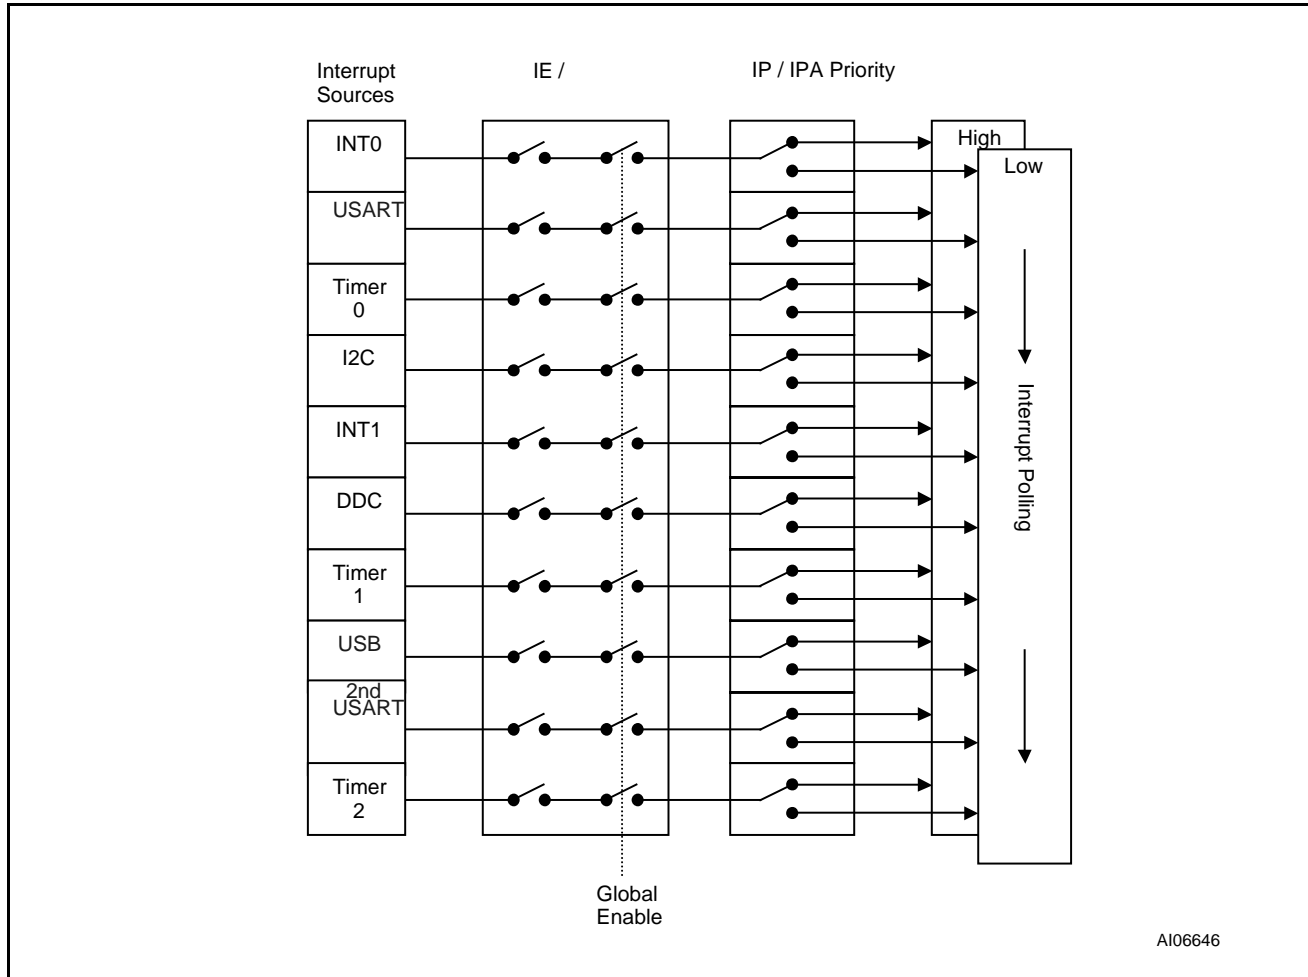 Interrupt
Sources
IE /
IP / IPA Priority
INT0
High
Low
USART
Timer
0
I2C
INT1
Interrupt Polling
DDC
Timer
1
USB
2nd
USART
Timer
2
Global
Enable
AI06646